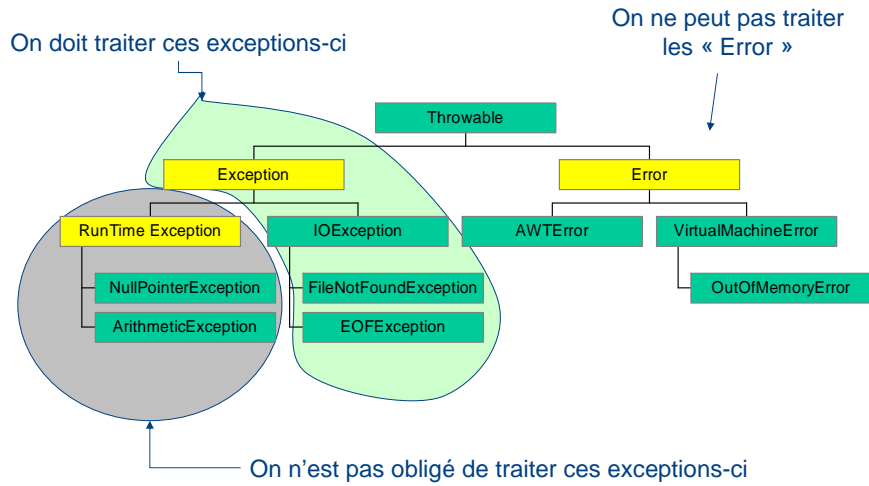 On doit traiter ces exceptions-ci
On ne peut pas traiter
les « Error »
Throwable
Exception
Error
RunTime Exception
IOException
AWTError
VirtualMachineError
NullPointerException
FileNotFoundException
OutOfMemoryError
ArithmeticException
EOFException
On n'est pas obligé de traiter ces exceptions-ci